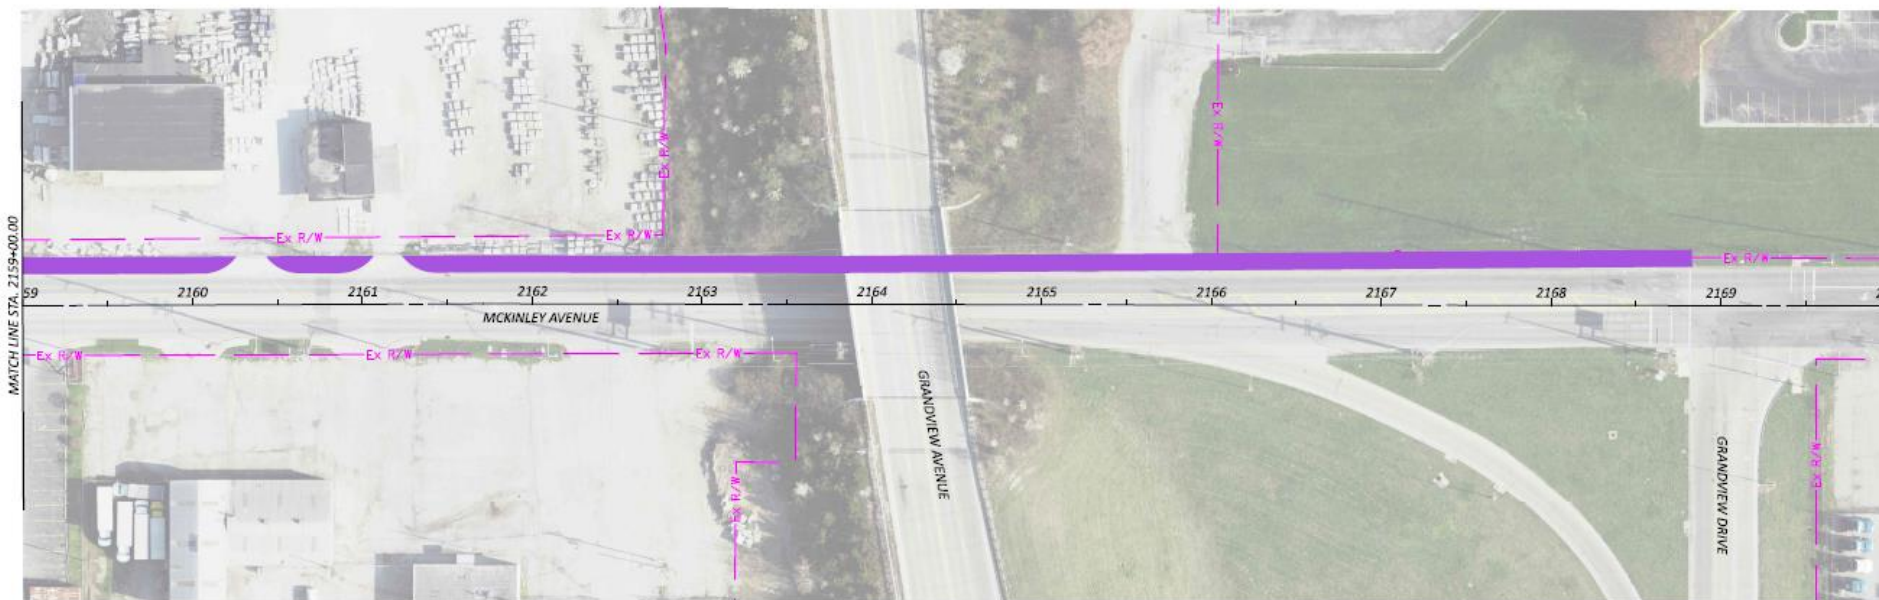 Ex R/W
Ex R/W
Ex R/W
Ex R/W
Ex R/W
Ex R/W
MATCH LINE STA. 2159+00.00
59
2160
2161
2162
2163
2164
2165
2166
2167
2168
2169
2
MCKINLEY AVENUE
Ex R/W
Ex R/W
Ex R/W
GRANDVIEW AVENUE
Ex R/W
GRANDVIEW DRIVE
Ex R/W